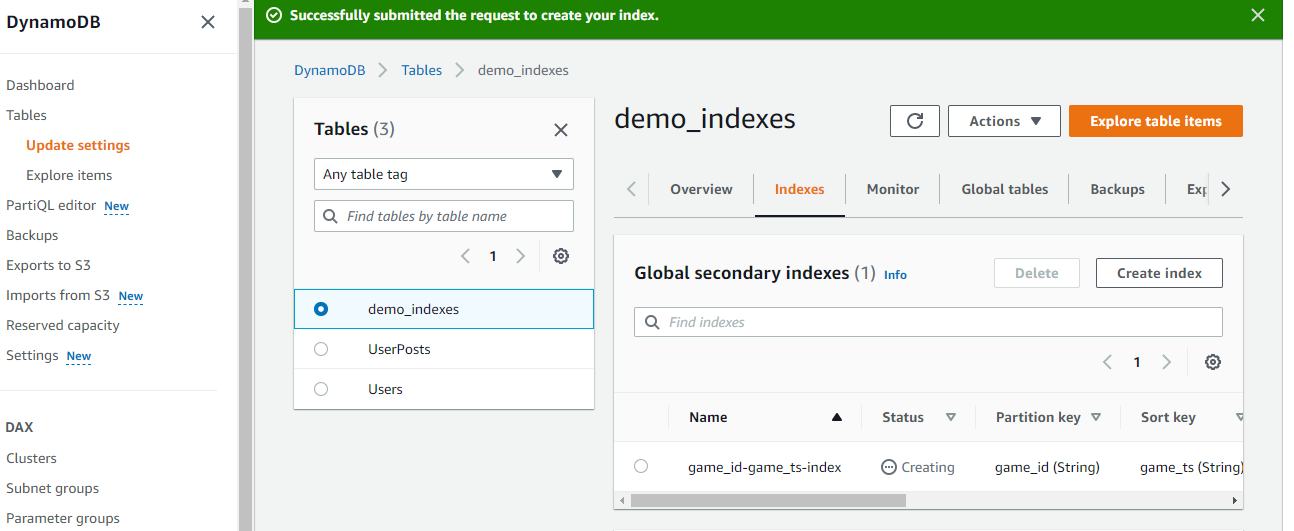 DynamoDB
Dashboard
Tables
Update settings
Explore items
PartiQL editor New
Backups
Exports to S3
Imports from S3 New
Reserved capacity
Settings New
DAX
Clusters
Subnet groups
Parameter groups
Successfully submitted the request to create your index.
DynamoDB Tables demo_indexes
Tables (3)
Any table tag
Find tables by table name
1
demo_indexes
UserPosts
Users
demo_indexes
Actions Explore table items
Overview Indexes Monitor Global tables Backups Exp
Global secondary indexes (1) Info Delete Create index
Find indexes
1
Name Status Partition key Sort key
game_id-game_ts-index Creating game_id (String) game_ts (String)